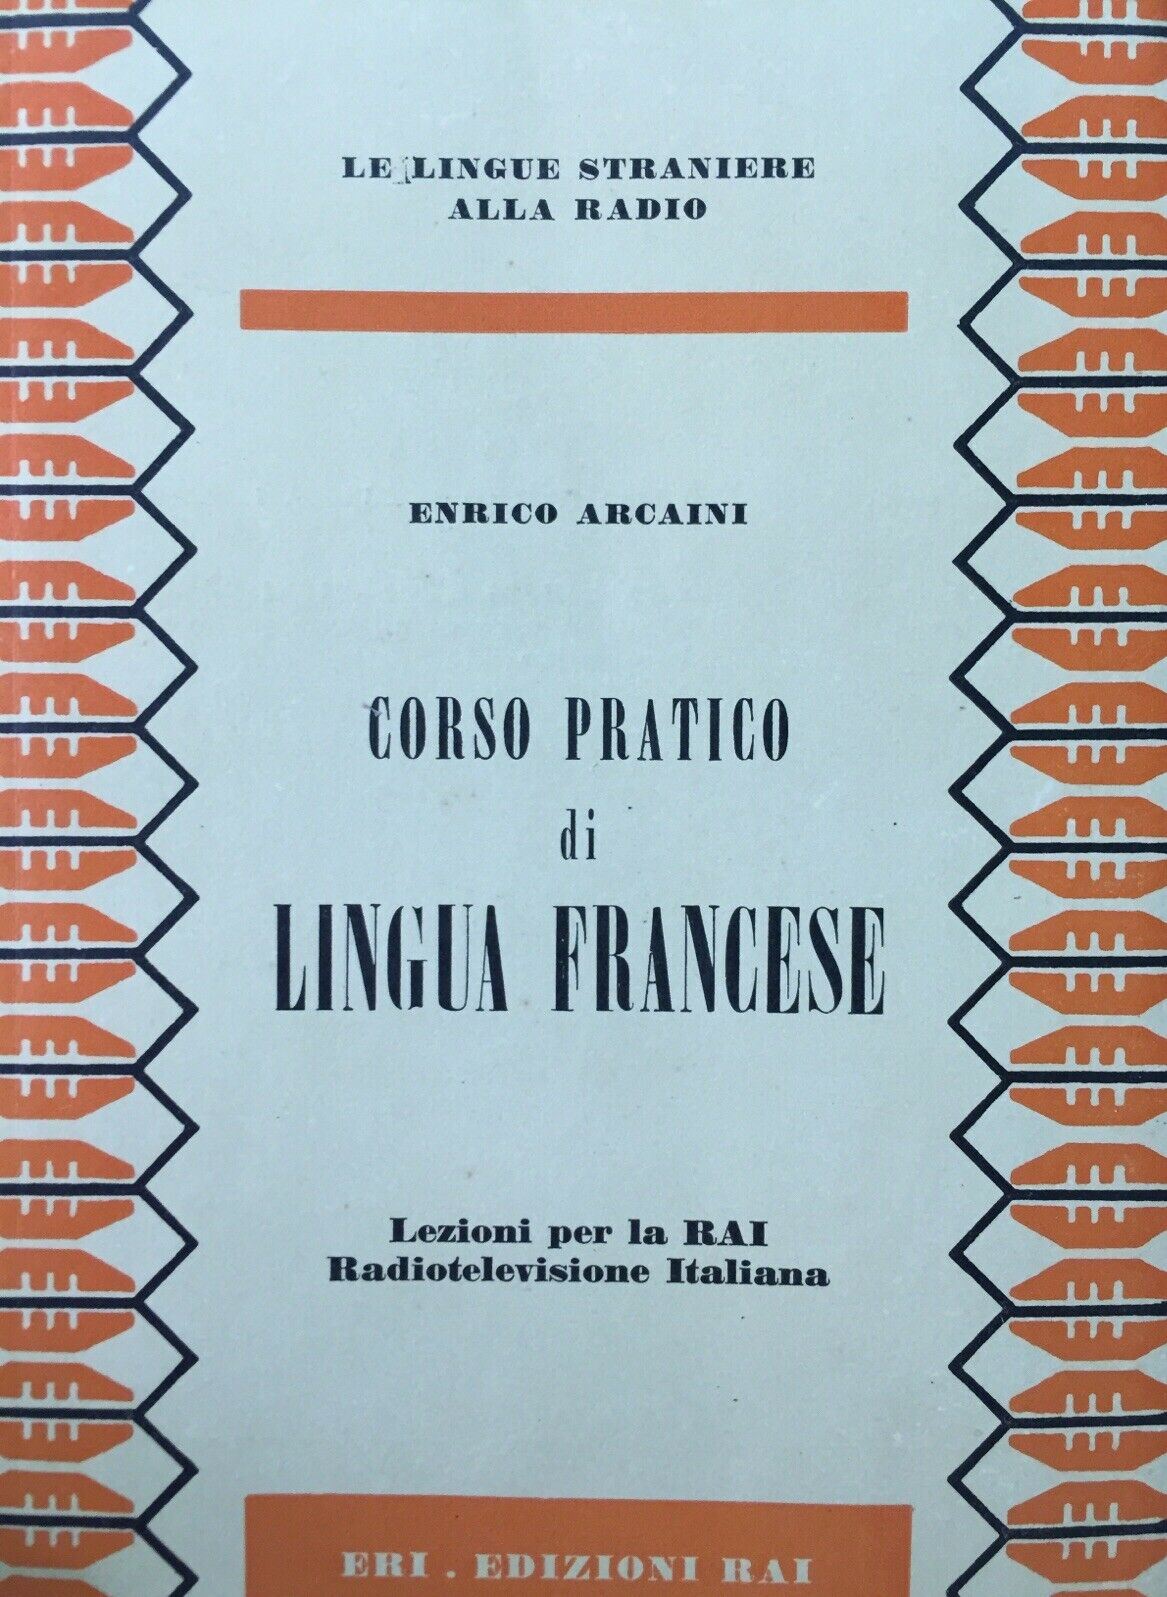 LE LINGUE STRANIERE
ALLA RADIO
ENRICO ARCAINI
CORSO PRATICO
di
LINGUA FRANCESE
Lezioni per la RAI
Radiotelevisione Italiana
ERI . EDIZIONI RAI